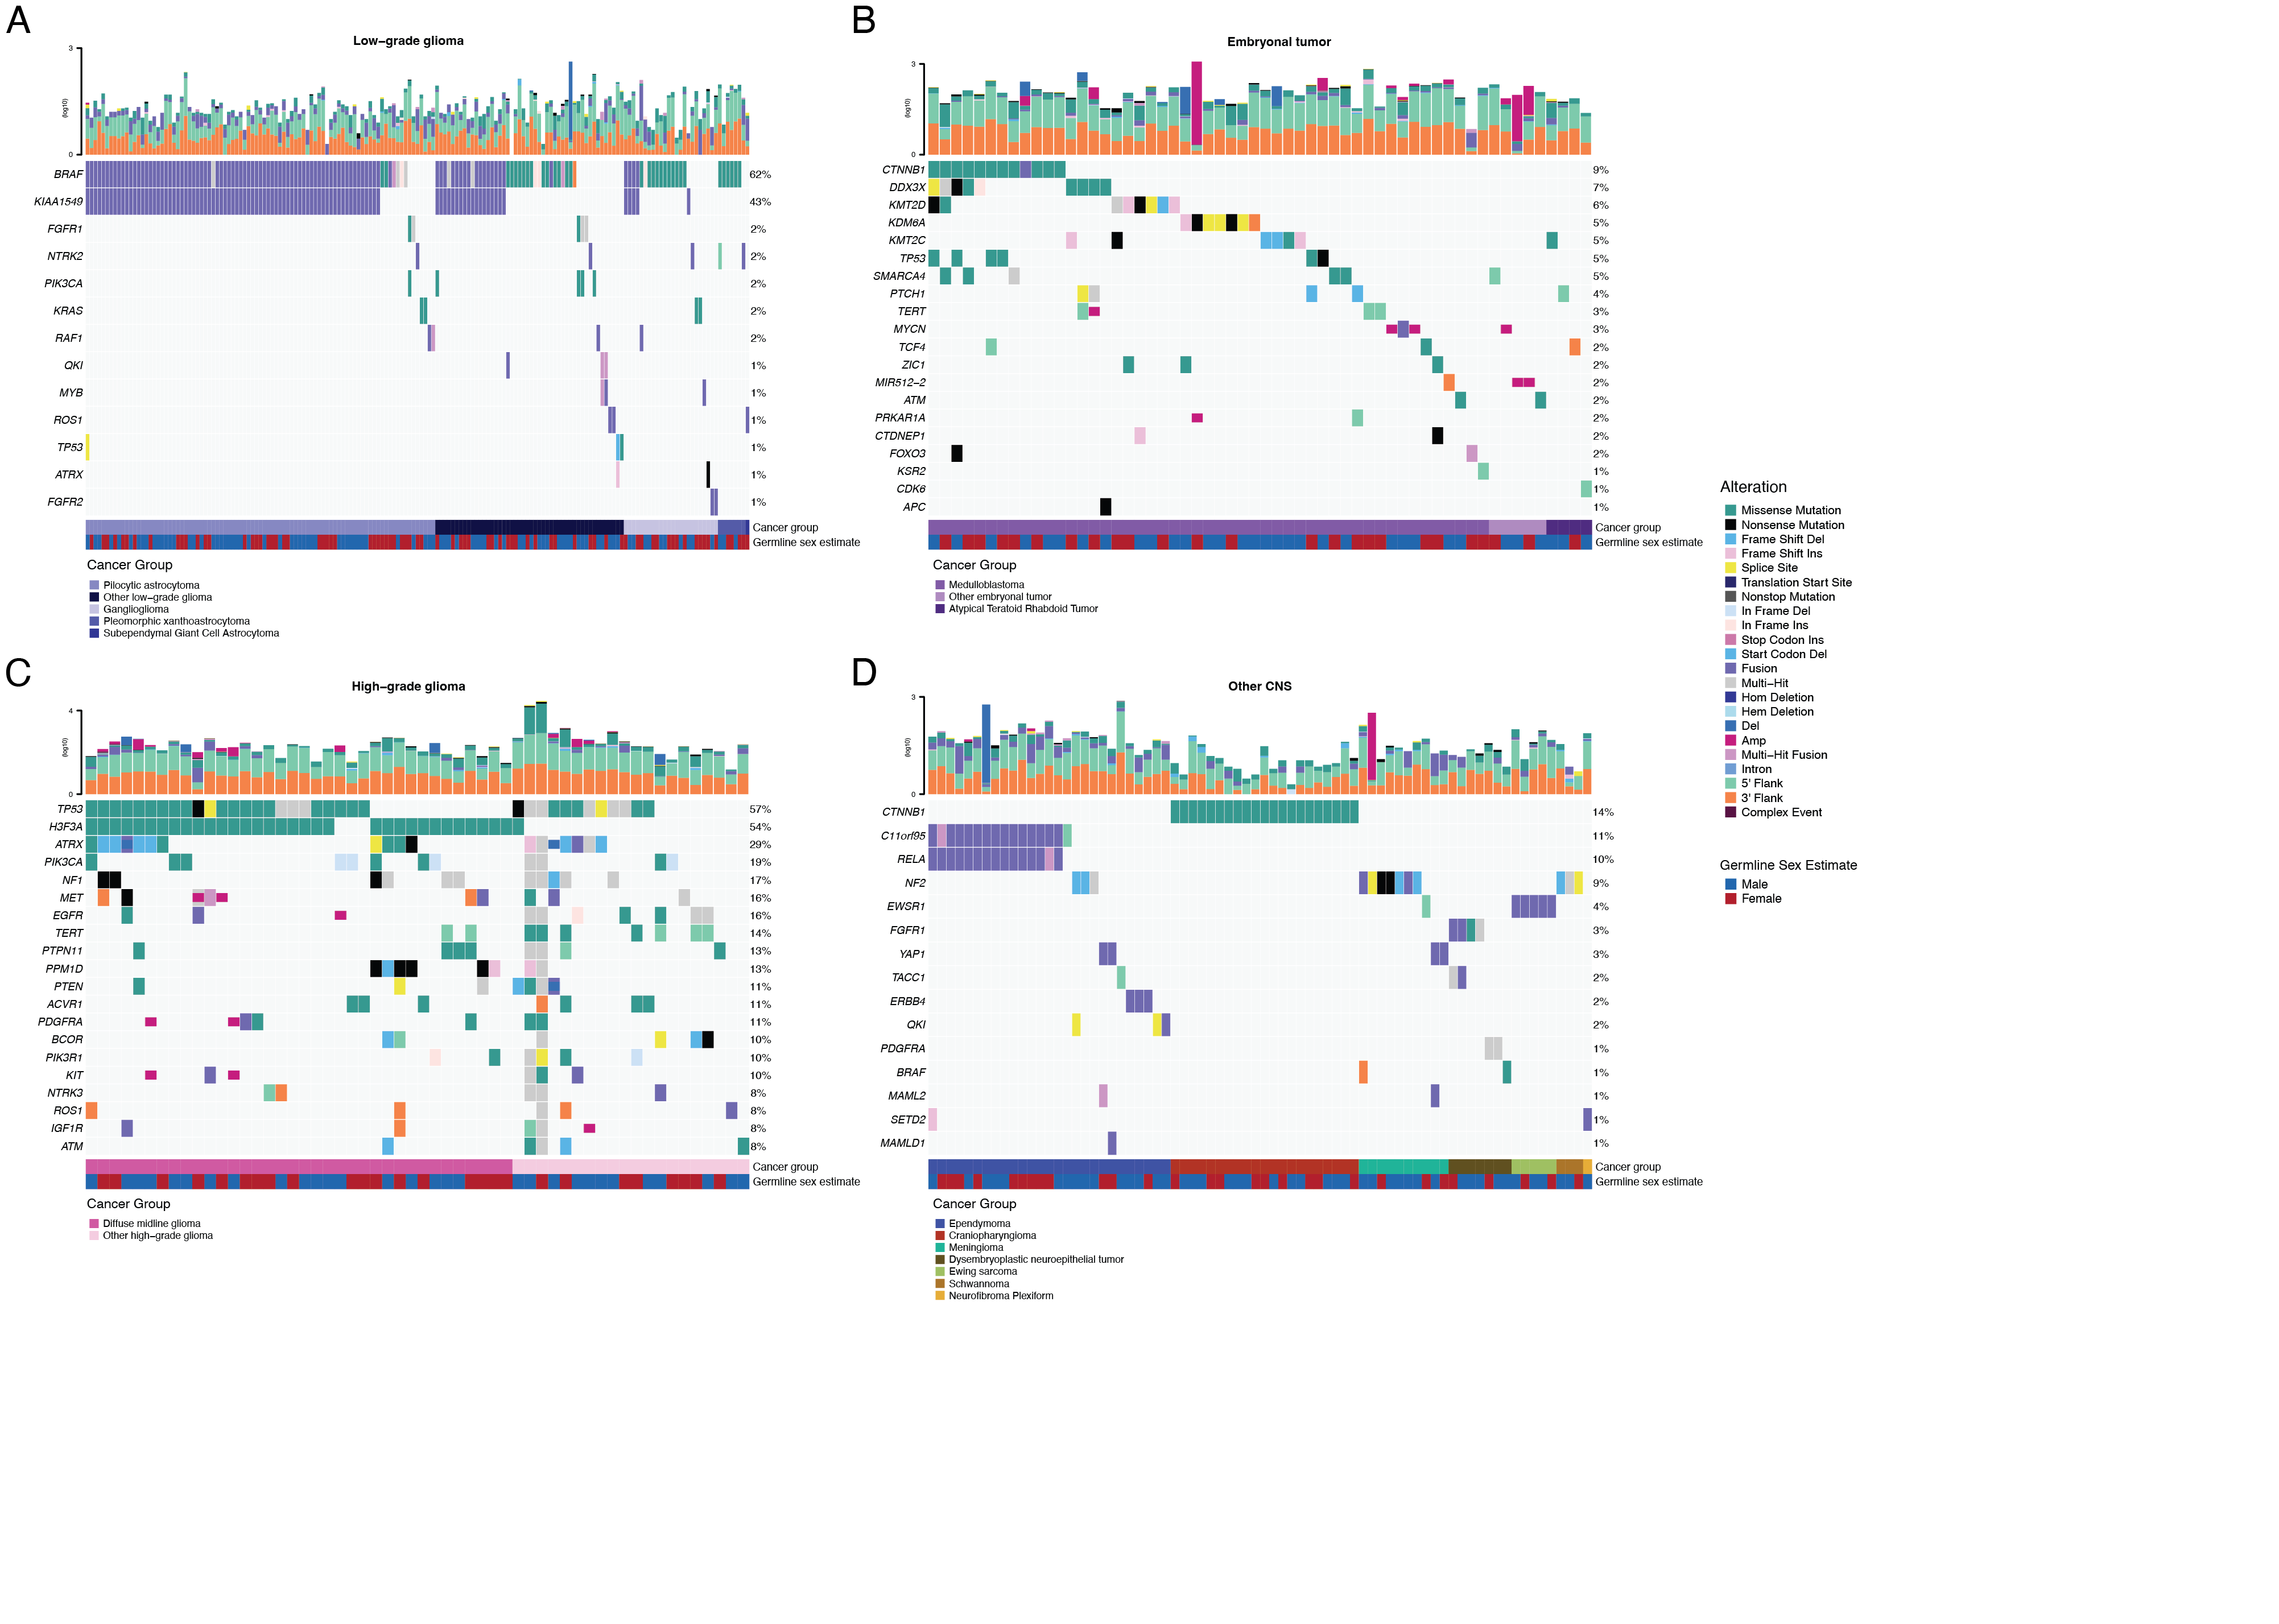 A
Low−grade glioma
3
(log10)
0
BRAF 62%
KIAA1549 43%
FGFR1 2%
NTRK2 2%
PIK3CA 2%
KRAS 2%
RAF1 2%
QKI 1%
MYB 1%
ROS1 1%
TP53 1%
ATRX 1%
FGFR2 1%
Cancer group
Germline sex estimate
Cancer Group
Pilocytic astrocytoma
Other low−grade glioma
Ganglioglioma
Pleomorphic xanthoastrocytoma
Subependymal Giant Cell Astrocytoma
B
Embryonal tumor
3
(log10)
0
CTNNB1 9%
DDX3X 7%
KMT2D 6%
KDM6A 5%
KMT2C 5%
TP53 5%
SMARCA4 5%
PTCH1 4%
TERT 3%
MYCN 3%
TCF4 2%
ZIC1 2%
MIR512−2 2%
ATM 2%
PRKAR1A 2%
CTDNEP1 2%
FOXO3 2%
KSR2 1%
CDK6 1%
APC 1%
Cancer group
Germline sex estimate
Cancer Group
Medulloblastoma
Other embryonal tumor
Atypical Teratoid Rhabdoid Tumor
C
High−grade glioma
4
(log10)
0
TP53 57%
H3F3A 54%
ATRX 29%
PIK3CA 19%
NF1 17%
MET 16%
EGFR 16%
TERT 14%
PTPN11 13%
PPM1D 13%
PTEN 11%
ACVR1 11%
PDGFRA 11%
BCOR 10%
PIK3R1 10%
KIT 10%
NTRK3 8%
ROS1 8%
IGF1R 8%
ATM 8%
Cancer group
Germline sex estimate
Cancer Group
Diffuse midline glioma
Other high−grade glioma
D
Other CNS
3
(log10)
0
CTNNB1 14%
C11orf95 11%
RELA 10%
NF2 9%
EWSR1 4%
FGFR1 3%
YAP1 3%
TACC1 2%
ERBB4 2%
QKI 2%
PDGFRA 1%
BRAF 1%
MAML2 1%
SETD2 1%
MAMLD1 1%
Cancer group
Germline sex estimate
Cancer Group
Ependymoma
Craniopharyngioma
Meningioma
Dysembryoplastic neuroepithelial tumor
Ewing sarcoma
Schwannoma
Neurofibroma Plexiform
Alteration
Missense Mutation
Nonsense Mutation
Frame Shift Del
Frame Shift Ins
Splice Site
Translation Start Site
Nonstop Mutation
In Frame Del
In Frame Ins
Stop Codon Ins
Start Codon Del
Fusion
Multi−Hit
Hom Deletion
Hem Deletion
Del
Amp
Multi−Hit Fusion
Intron
5' Flank
3' Flank
Complex Event
Germline Sex Estimate
Male
Female